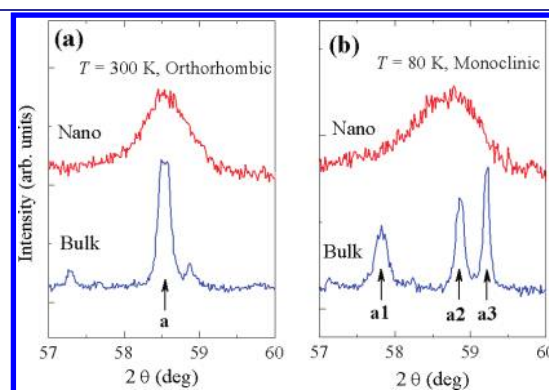 (a)
T = 300 K, Orthorhombic
Nano
Bulk
a
Intensity (arb. units)
57 58 59 60
2 θ (deg)
(b)
T = 80 K, Monoclinic
Nano
Bulk
a1 a2 a3
57 58 59 60
2 θ (deg)